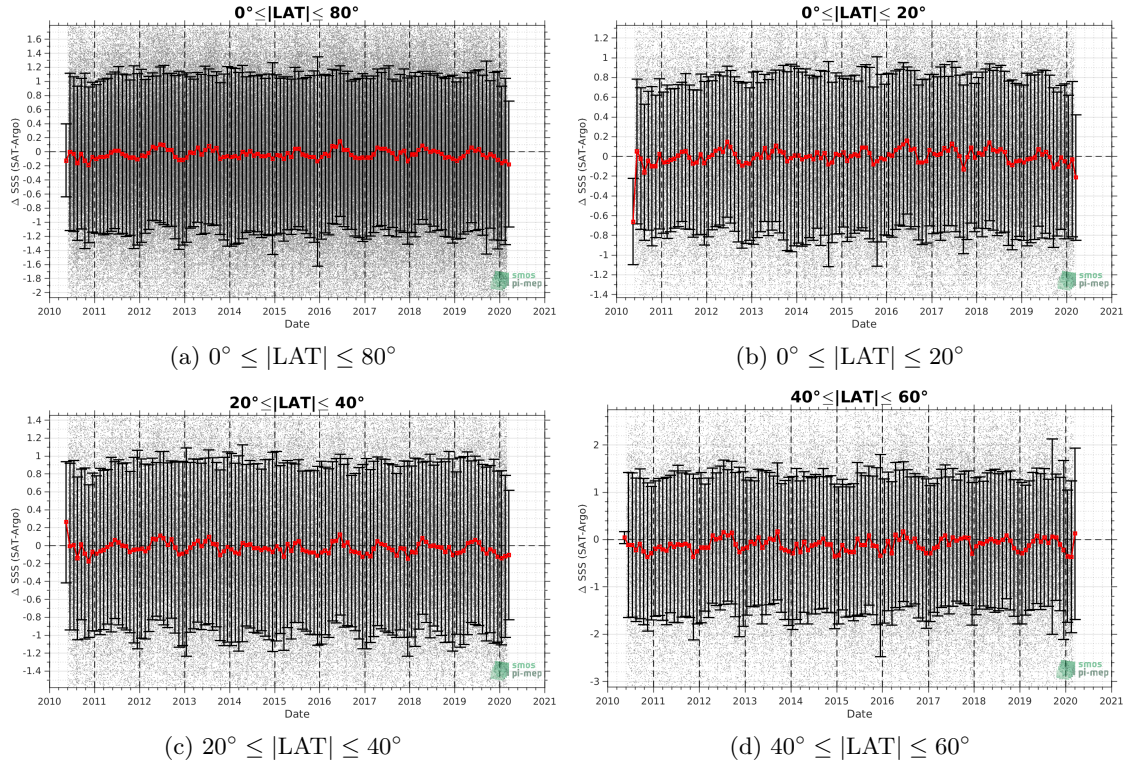 0°≤|LAT|≤ 80°
1.6
1.4
1.2
1
0.8
0.6
0.4
0.2
0
-0.2
-0.4
-0.6
-0.8
-1
-1.2
-1.4
-1.6
-1.8
-2
Δ SSS (SAT-Argo)
2010 2011 2012 2013 2014 2015 2016 2017 2018 2019 2020 2021
Date
smos
pi-mep
(a) 0° ≤ |LAT| ≤ 80°
0°≤|LAT|≤ 20°
1.2
1
0.8
0.6
0.4
0.2
0
-0.2
-0.4
-0.6
-0.8
-1
-1.2
-1.4
Δ SSS (SAT-Argo)
2010 2011 2012 2013 2014 2015 2016 2017 2018 2019 2020 2021
Date
smos
pi-mep
(b) 0° ≤ |LAT| ≤ 20°
20°≤|LAT|≤ 40°
1.4
1.2
1
0.8
0.6
0.4
0.2
0
-0.2
-0.4
-0.6
-0.8
-1
-1.2
-1.4
Δ SSS (SAT-Argo)
2010 2011 2012 2013 2014 2015 2016 2017 2018 2019 2020 2021
Date
smos
pi-mep
(c) 20° ≤ |LAT| ≤ 40°
40°≤|LAT|≤ 60°
2
1
0
-1
-2
-3
Δ SSS (SAT-Argo)
2011 2012 2013 2014 2015 2016 2017 2018 2019 2020 2021
Date
smos
pi-mep
(d) 40° ≤ |LAT| ≤ 60°